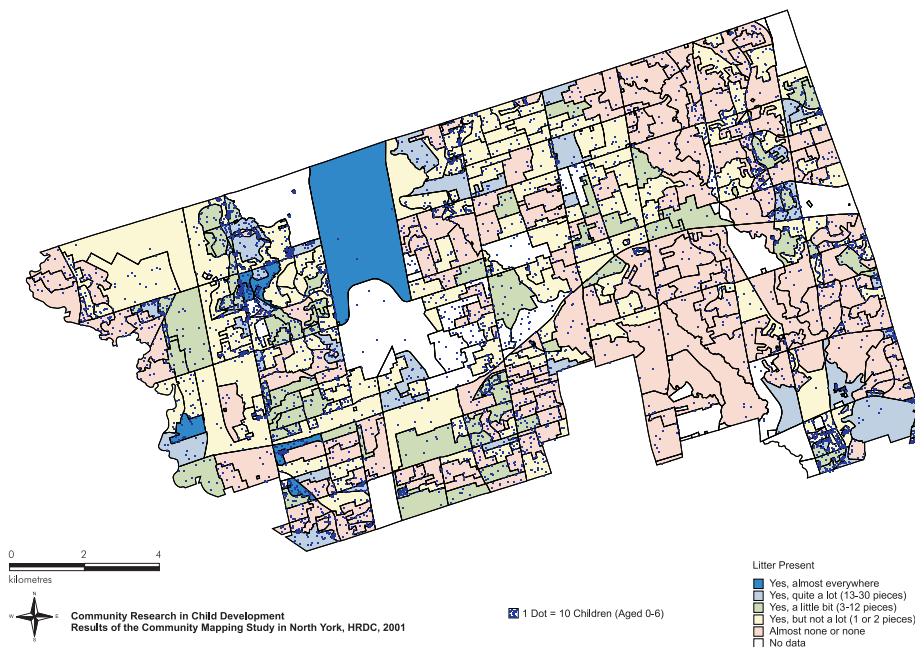 0 2 4
kilometres
N
W E
S
Community Research in Child Development
Results of the Community Mapping Study in North York, HRDC, 2001
1 Dot = 10 Children (Aged 0-6)
Litter Present
Yes, almost everywhere
Yes, quite a lot (13-30 pieces)
Yes, a little bit (3-12 pieces)
Yes, but not a lot (1 or 2 pieces)
Almost none or none
No data